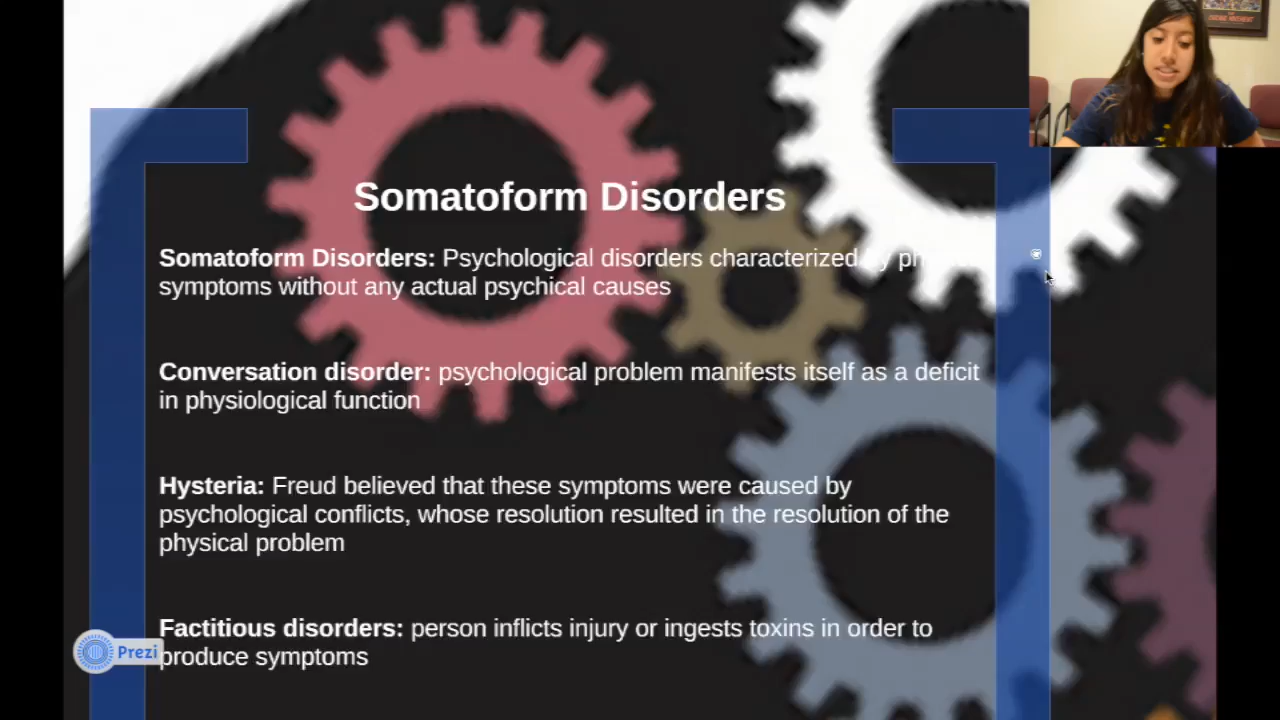 Somatoform Disorders
Somatoform Disorders: Psychological disorders characterized by
symptoms without any actual psychical causes
Conversation disorder: psychological problem manifests itself as a deficit
in physiological function
Hysteria: Freud believed that these symptoms were caused by
psychological conflicts, whose resolution resulted in the resolution of the
physical problem
Factitious disorders: person inflicts injury or ingests toxins in order to
produce symptoms
Prezi